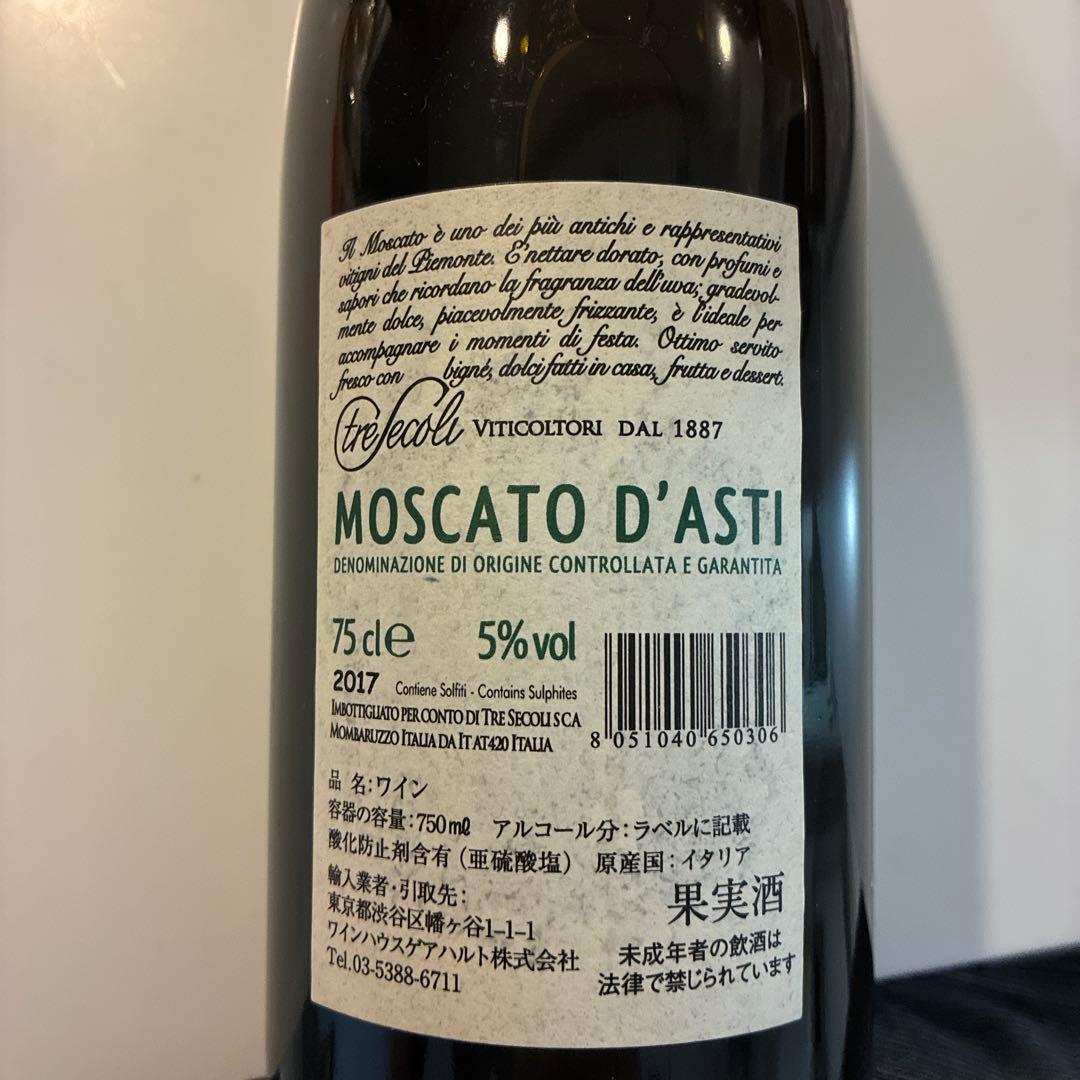 Il Moscato è uno dei più antichi e rappresentativi
vitigni del Piemonte. E'nettare dorato, con profumi e
sapori che ricordano la fragranza dell'uva; gradevol-
mente dolce, piacevolmente frizzante, è l'ideale per
accompagnare i momenti di festa. Ottimo servito
fresco con bigné, dolci fatti in casa, frutta e dessert.
tre Secoli VITICOLTORI DAL 1887
MOSCATO D'ASTI
DENOMINAZIONE DI ORIGINE CONTROLLATA E GARANTITA
75 cl e 5% vol
2017 Contiene Solfiti - Contains Sulphites
IMBOTTIGLIATO PER CONTO DI TRE SECOLI S C A
MOMBARUZZO ITALIA DA IT AT420 ITALIA
8 051040 650306
品 名:ワイン
容器の容量:750㎖ アルコール分:ラベルに記載
酸化防止剤含有(亜硫酸塩) 原産国:イタリア
輸入業者・引取先:
東京都渋谷区幡ヶ谷1-1-1
ワインハウスゲアハルト株式会社
Tel.03-5388-6711
果実酒
未成年者の飲酒は
法律で禁じられています